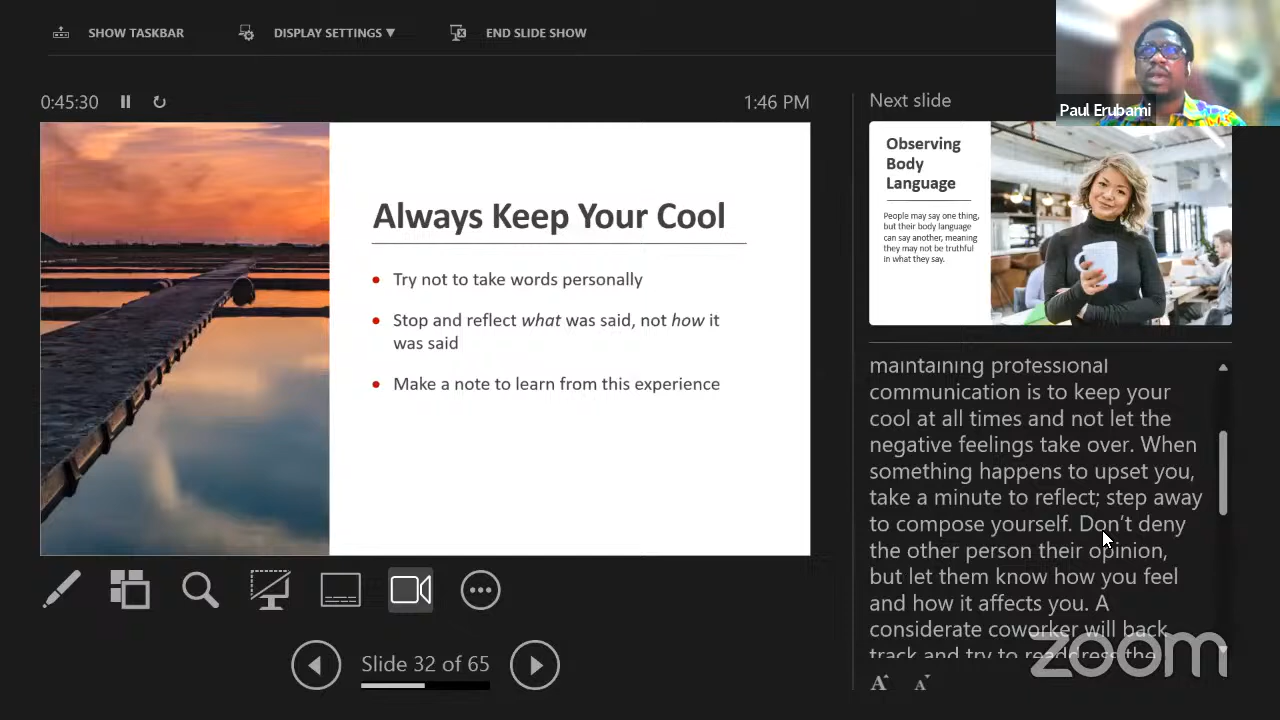 SHOW TASKBAR
DISPLAY SETTINGS ▼
END SLIDE SHOW
Paul Erubami
0:45:30
1:46 PM
Next slide
Always Keep Your Cool
• Try not to take words personally
• Stop and reflect what was said, not how it
was said
• Make a note to learn from this experience
Observing
Body
Language
People may say one thing,
but their body language
can say another, meaning
they may not be truthful
in what they say.
maintaining professional
communication is to keep your
cool at all times and not let the
negative feelings take over. When
something happens to upset you,
take a minute to reflect; step away
to compose yourself. Don't deny
the other person their opinion,
but let them know how you feel
and how it affects you. A
considerate coworker will back
track and try to readdress the
Slide 32 of 65
A A
zoom